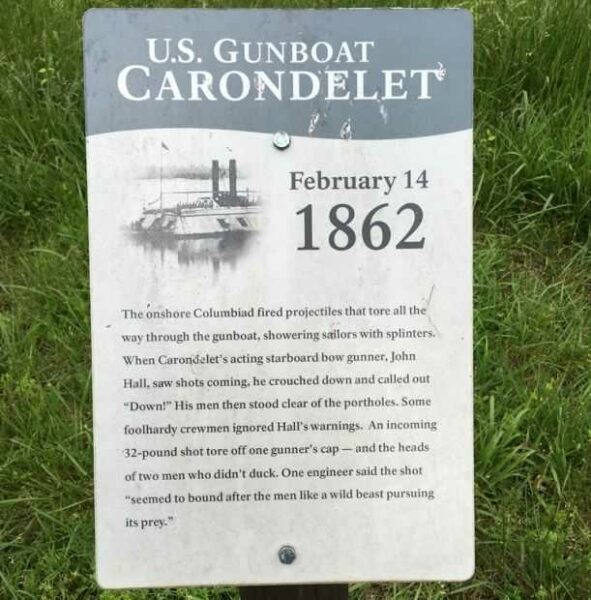 U.S. GUNBOAT
CARONDELET
February 14
1862
The onshore Columbiad fired projectiles that tore all the
way through the gunboat, showering sailors with splinters.
When Carondelet's acting starboard bow gunner, John
Hall, saw shots coming, he crouched down and called out
"Down!" His men then stood clear of the portholes. Some
foolhardy crewmen ignored Hall's warnings. An incoming
32-pound shot tore off one gunner's cap — and the heads
of two men who didn't duck. One engineer said the shot
"seemed to bound after the men like a wild beast pursuing
its prey."